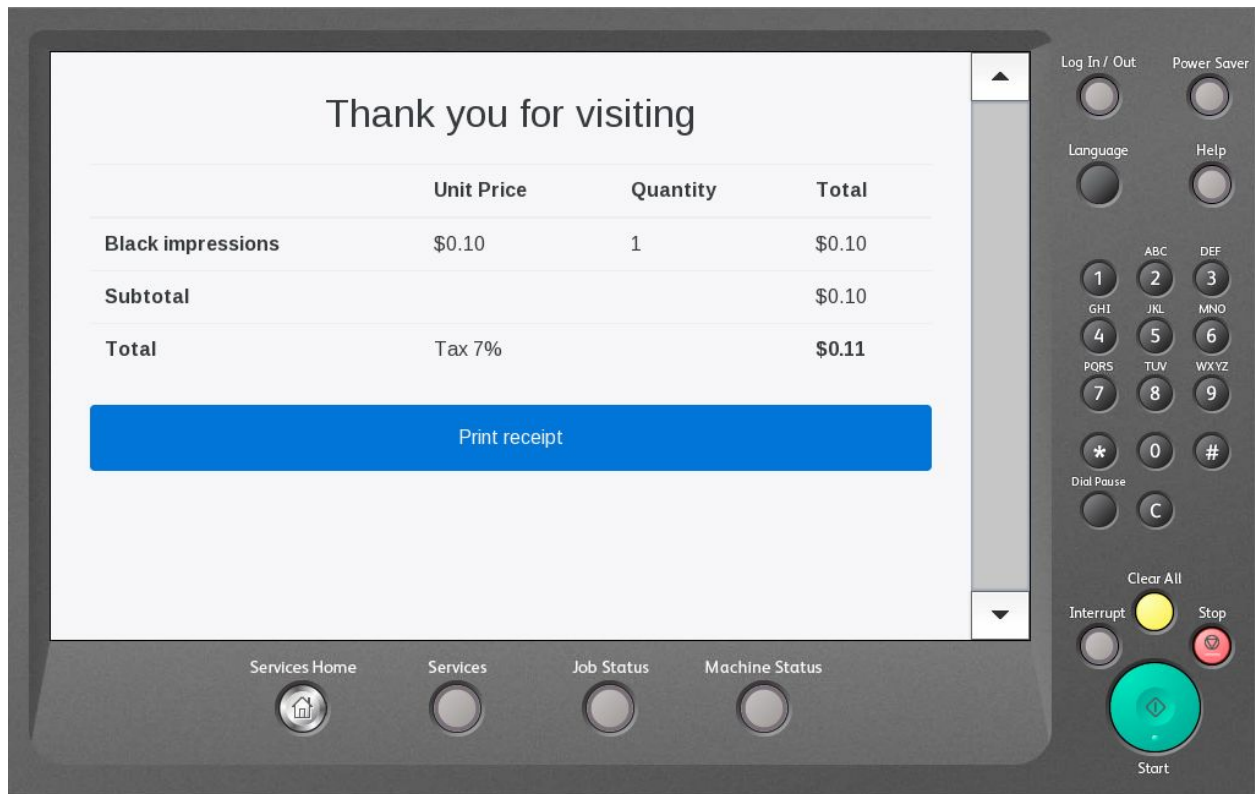 Thank you for visiting
Unit Price Quantity Total
Black impressions $0.10 1 $0.10
Subtotal $0.10
Total Tax 7% $0.11
Print receipt
Services Home Services Job Status Machine Status
Log In / Out Power Saver
Language Help
ABC DEF
1 2 3
GHI JKL MNO
4 5 6
PQRS TUV WXYZ
7 8 9
* 0 #
Dial Pause
C
Clear All
Interrupt Stop
Start